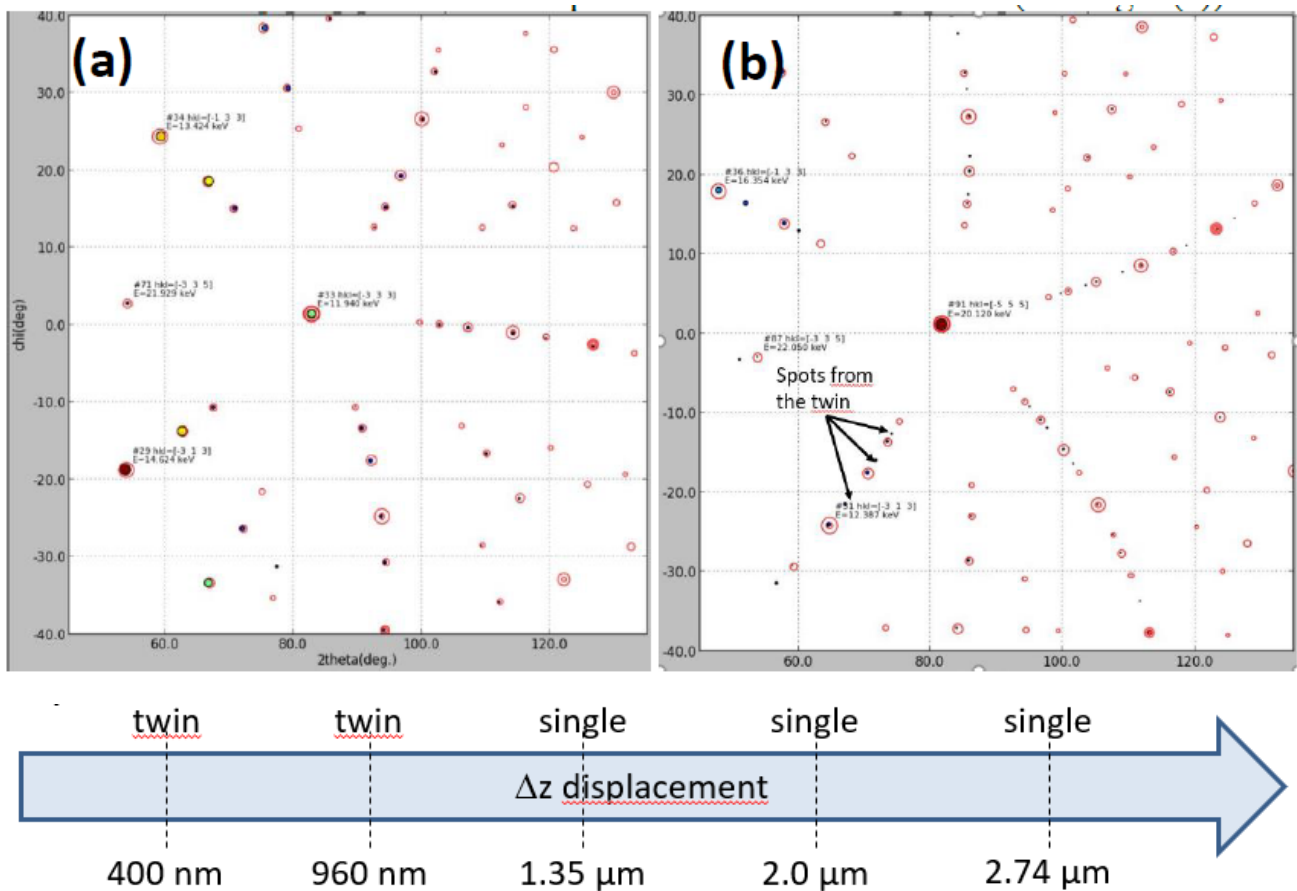 (a)
40.0
30.0
20.0
10.0
0.0
-10.0
-20.0
-30.0
-40.0
chi(deg)
#34 hkl=[-1 3 3]
E=13.424 keV
#71 hkl=[-3 3 5]
E=21.929 keV
#33 hkl=[-3 3 3]
E=11.940 keV
#29 hkl=[-3 1 3]
E=14.624 keV
60.0 80.0 100.0 120.0
2theta(deg.)
(b)
40.0
30.0
20.0
10.0
0.0
-10.0
-20.0
-30.0
-40.0
#36 hkl=[-1 3 3]
E=16.354 keV
#91 hkl=[-5 5 5]
E=20.120 keV
#87 hkl=[-3 3 5]
E=22.050 keV
Spots from
the twin
hkl=[-3 1 3]
E=12.387 keV
60.0 80.0 100.0 120.0
twin twin single single single
Δz displacement
400 nm 960 nm 1.35 μm 2.0 μm 2.74 μm